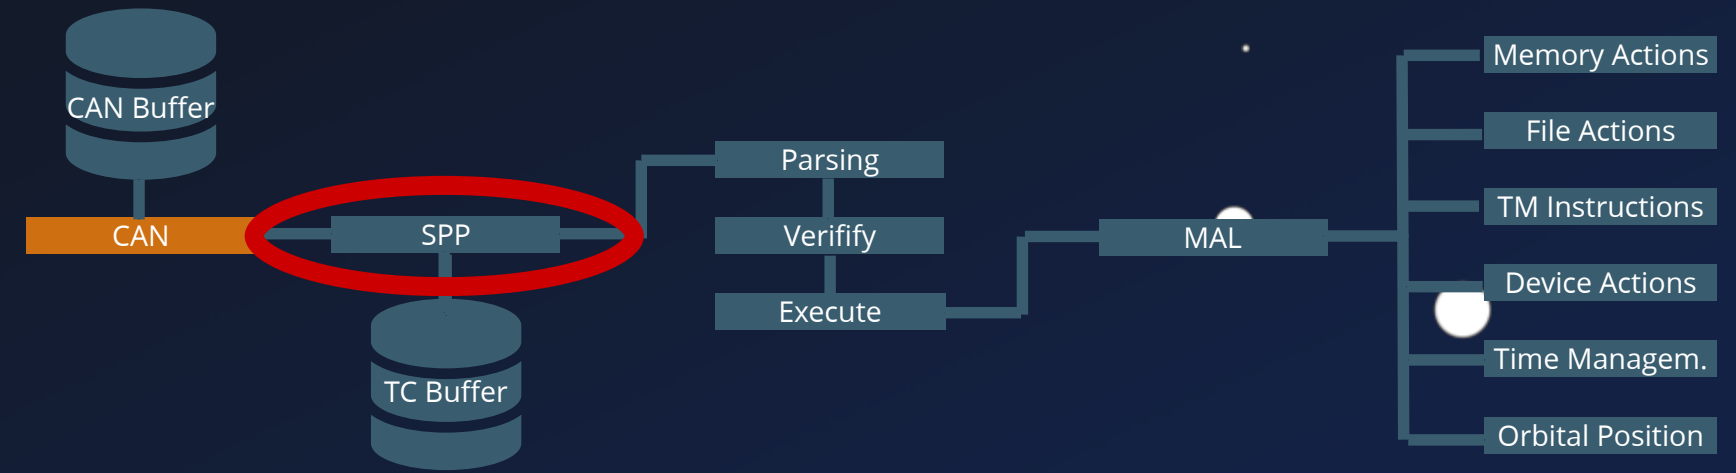 CAN Buffer
CAN
SPP
TC Buffer
Parsing
Verifify
Execute
MAL
Memory Actions
File Actions
TM Instructions
Device Actions
Time Managem.
Orbital Position